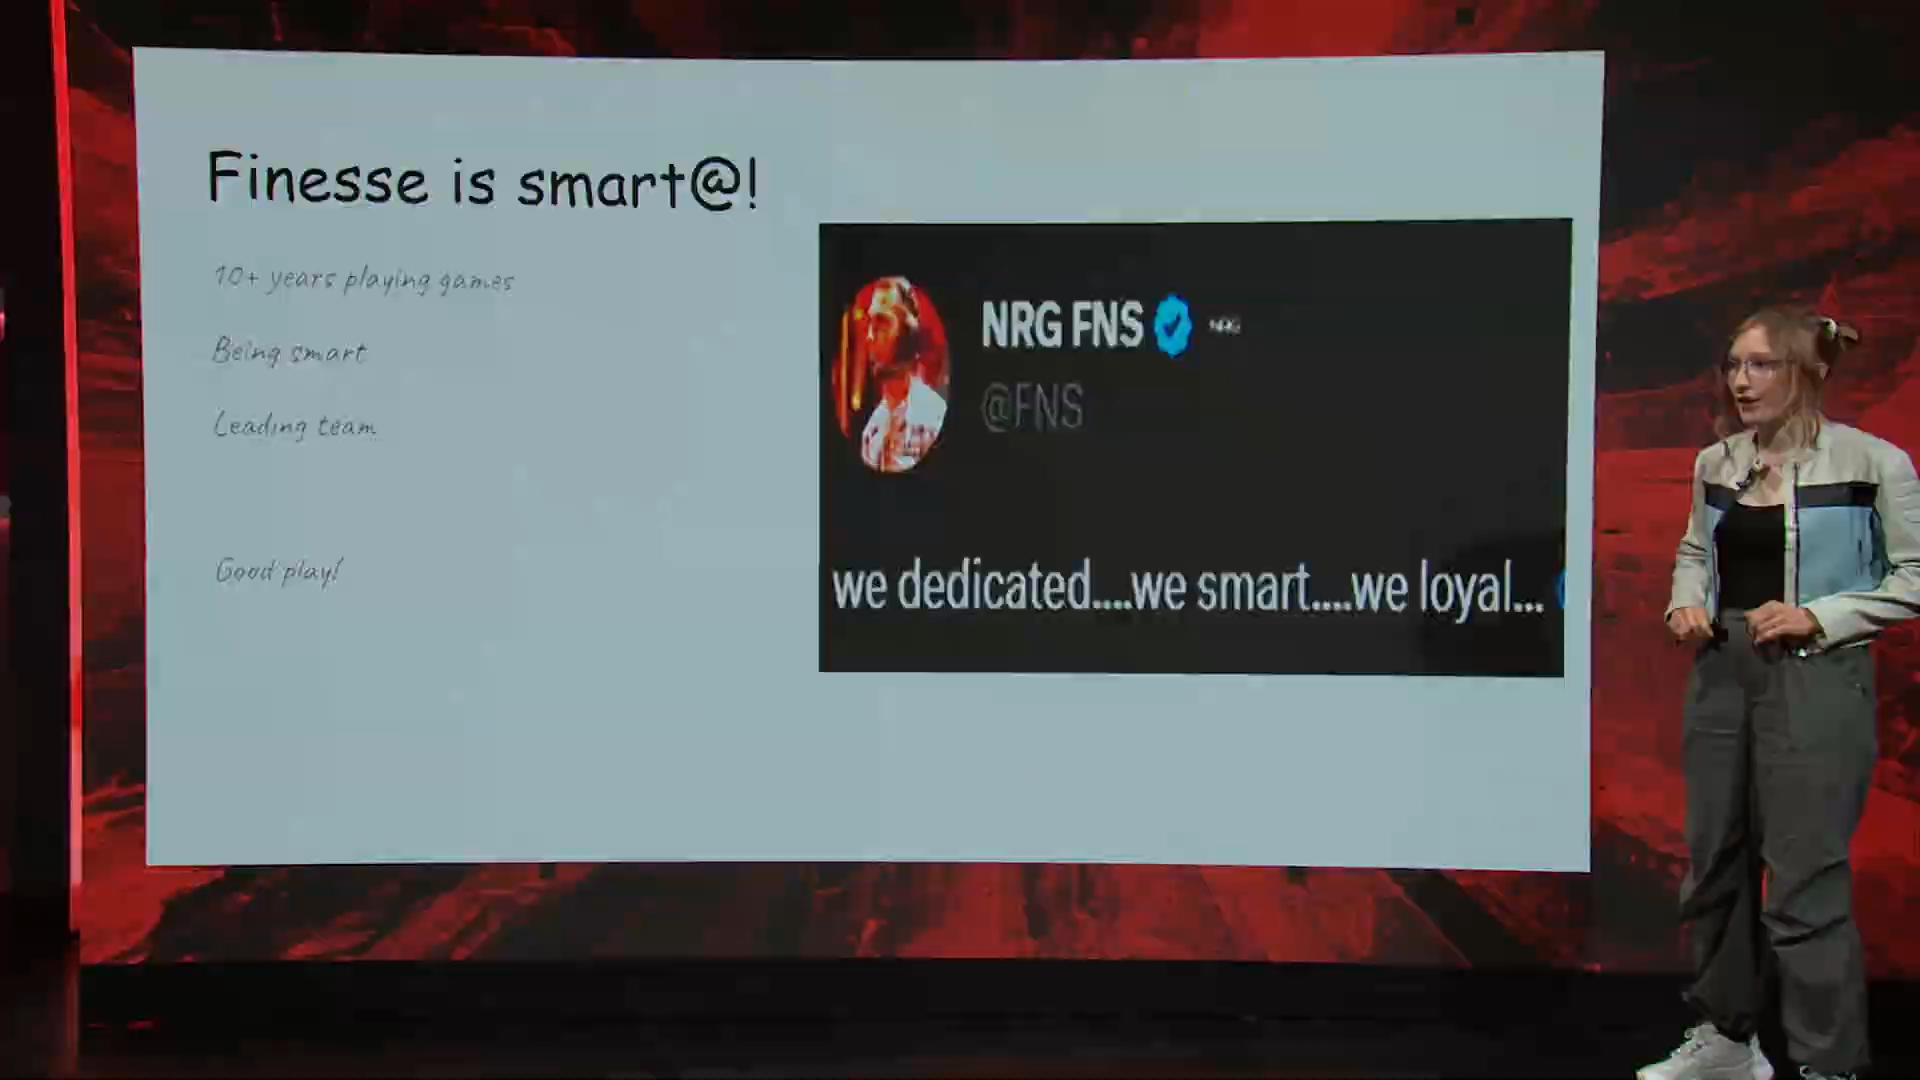 Finesse is smart@!
10+ years playing games
Being smart
Leading team
Good play!
NRG FNS NRG
@FNS
we dedicated....we smart....we loyal...